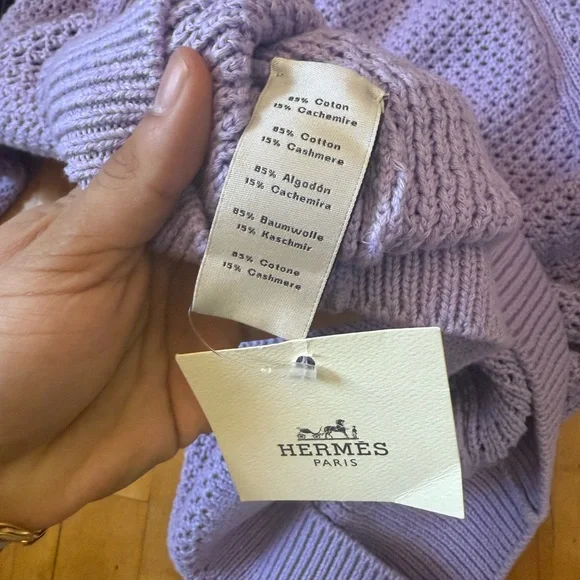 85% Coton
15% Cachemire
85% Cotton
15% Cashmere
85% Algodón
15% Cachemira
85% Baumwolle
15% Kaschmir
85% Cotone
15% Cashmere
HERMÈS
PARIS